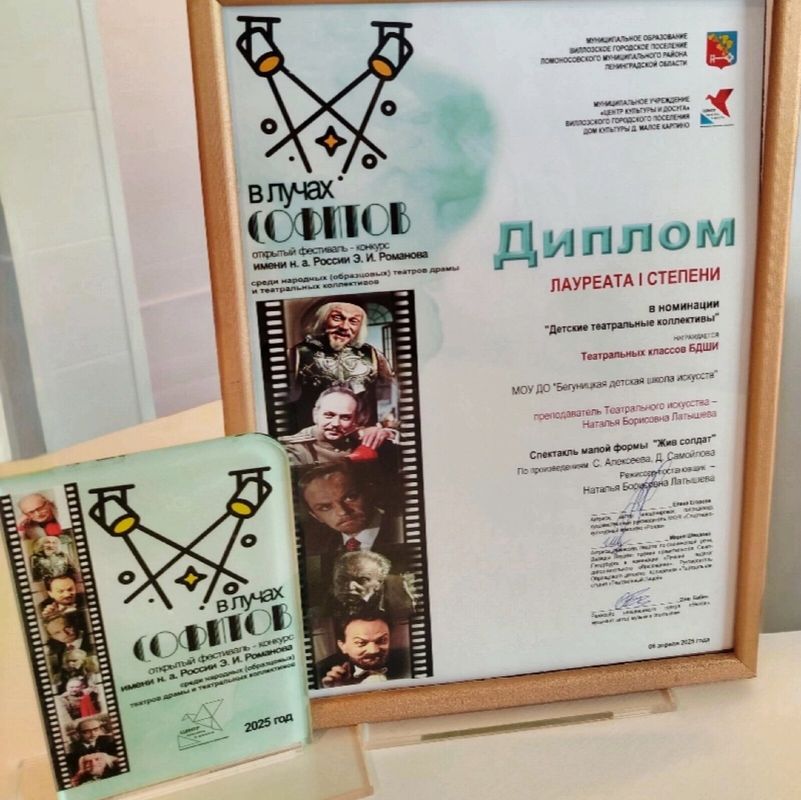 в лучах
СОФИТОВ
открытый фестиваль - конкурс
имени н. а. России Э. И. Романова
среди народных (образцовых) театров драмы
и театральных коллективов
МУНИЦИПАЛЬНОЕ ОБРАЗОВАНИЕ
ВИЛЛОЗСКОЕ ГОРОДСКОЕ ПОСЕЛЕНИЕ
ЛОМОНОСОВСКОГО МУНИЦИПАЛЬНОГО РАЙОНА
ЛЕНИНГРАДСКОЙ ОБЛАСТИ
МУНИЦИПАЛЬНОЕ УЧРЕЖДЕНИЕ
«ЦЕНТР КУЛЬТУРЫ И ДОСУГА»
ВИЛЛОЗСКОГО ГОРОДСКОГО ПОСЕЛЕНИЯ
ДОМ КУЛЬТУРЫ Д. МАЛОЕ КАРЛИНО
Диплом
ЛАУРЕАТА I СТЕПЕНИ
в номинации
"Детские театральные коллективы"
НАГРАЖДАЕТСЯ
Театральных классов БДШИ
МОУ ДО "Бегуницкая детская школа искусств"
преподаватель Театрального искусства –
Наталья Борисовна Латышева
Спектакль малой формы "Жив солдат"
По произведениям С. Алексеева, Д. Самойлова
Режиссер-постановщик –
Наталья Борисовна Латышева
06 апреля 2025 года
в лучах
СОФИТОВ
открытый фестиваль - конкурс
имени н. а. России Э. И. Романова
среди народных (образцовых)
театров драмы и театральных коллективов
ЦЕНТР
2025 год